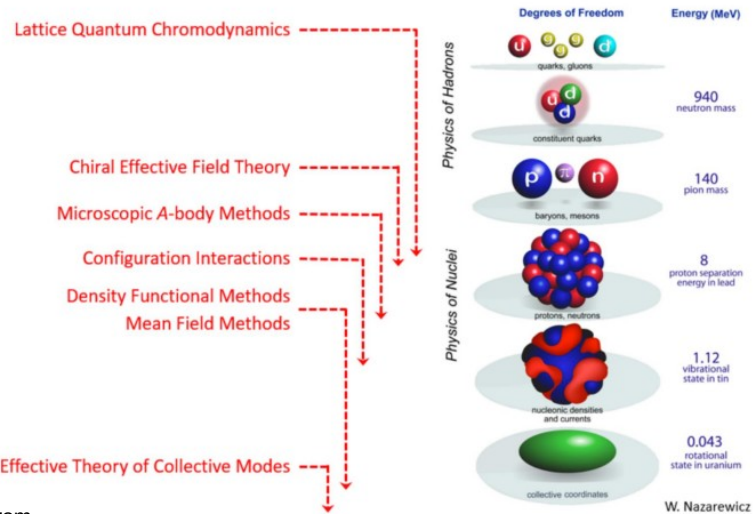 Degrees of Freedom
Energy (MeV)
Lattice Quantum Chromodynamics
Physics of Hadrons
u
g
g
g
d
quarks, gluons
u
d
d
constituent quarks
940
neutron mass
Chiral Effective Field Theory
p
π
n
baryons, mesons
140
pion mass
Microscopic A-body Methods
Configuration Interactions
Density Functional Methods
Mean Field Methods
Physics of Nuclei
protons, neutrons
8
proton separation
energy in lead
nucleonic densities
and currents
1.12
vibrational
state in tin
Effective Theory of Collective Modes
collective coordinates
0.043
rotational
state in uranium
W. Nazarewicz